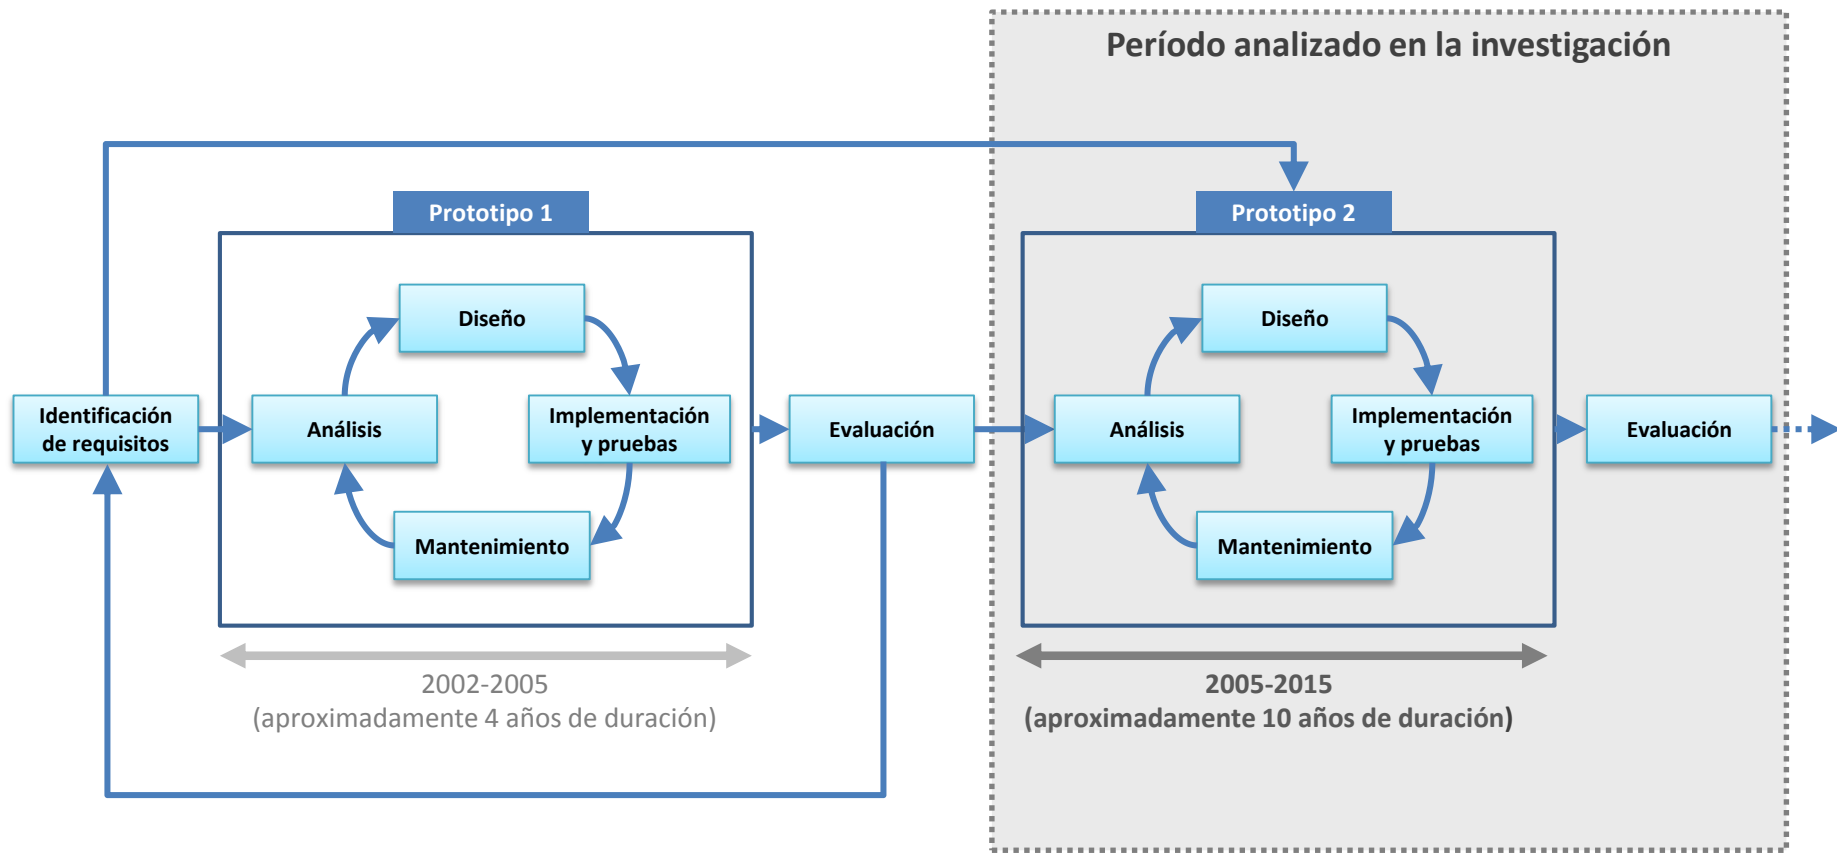 Período analizado en la investigación
Prototipo 1
Diseño
Identificación
de requisitos
Análisis
Implementación
y pruebas
Mantenimiento
2002-2005
(aproximadamente 4 años de duración)
Evaluación
Prototipo 2
Diseño
Análisis
Implementación
y pruebas
Mantenimiento
2005-2015
(aproximadamente 10 años de duración)
Evaluación